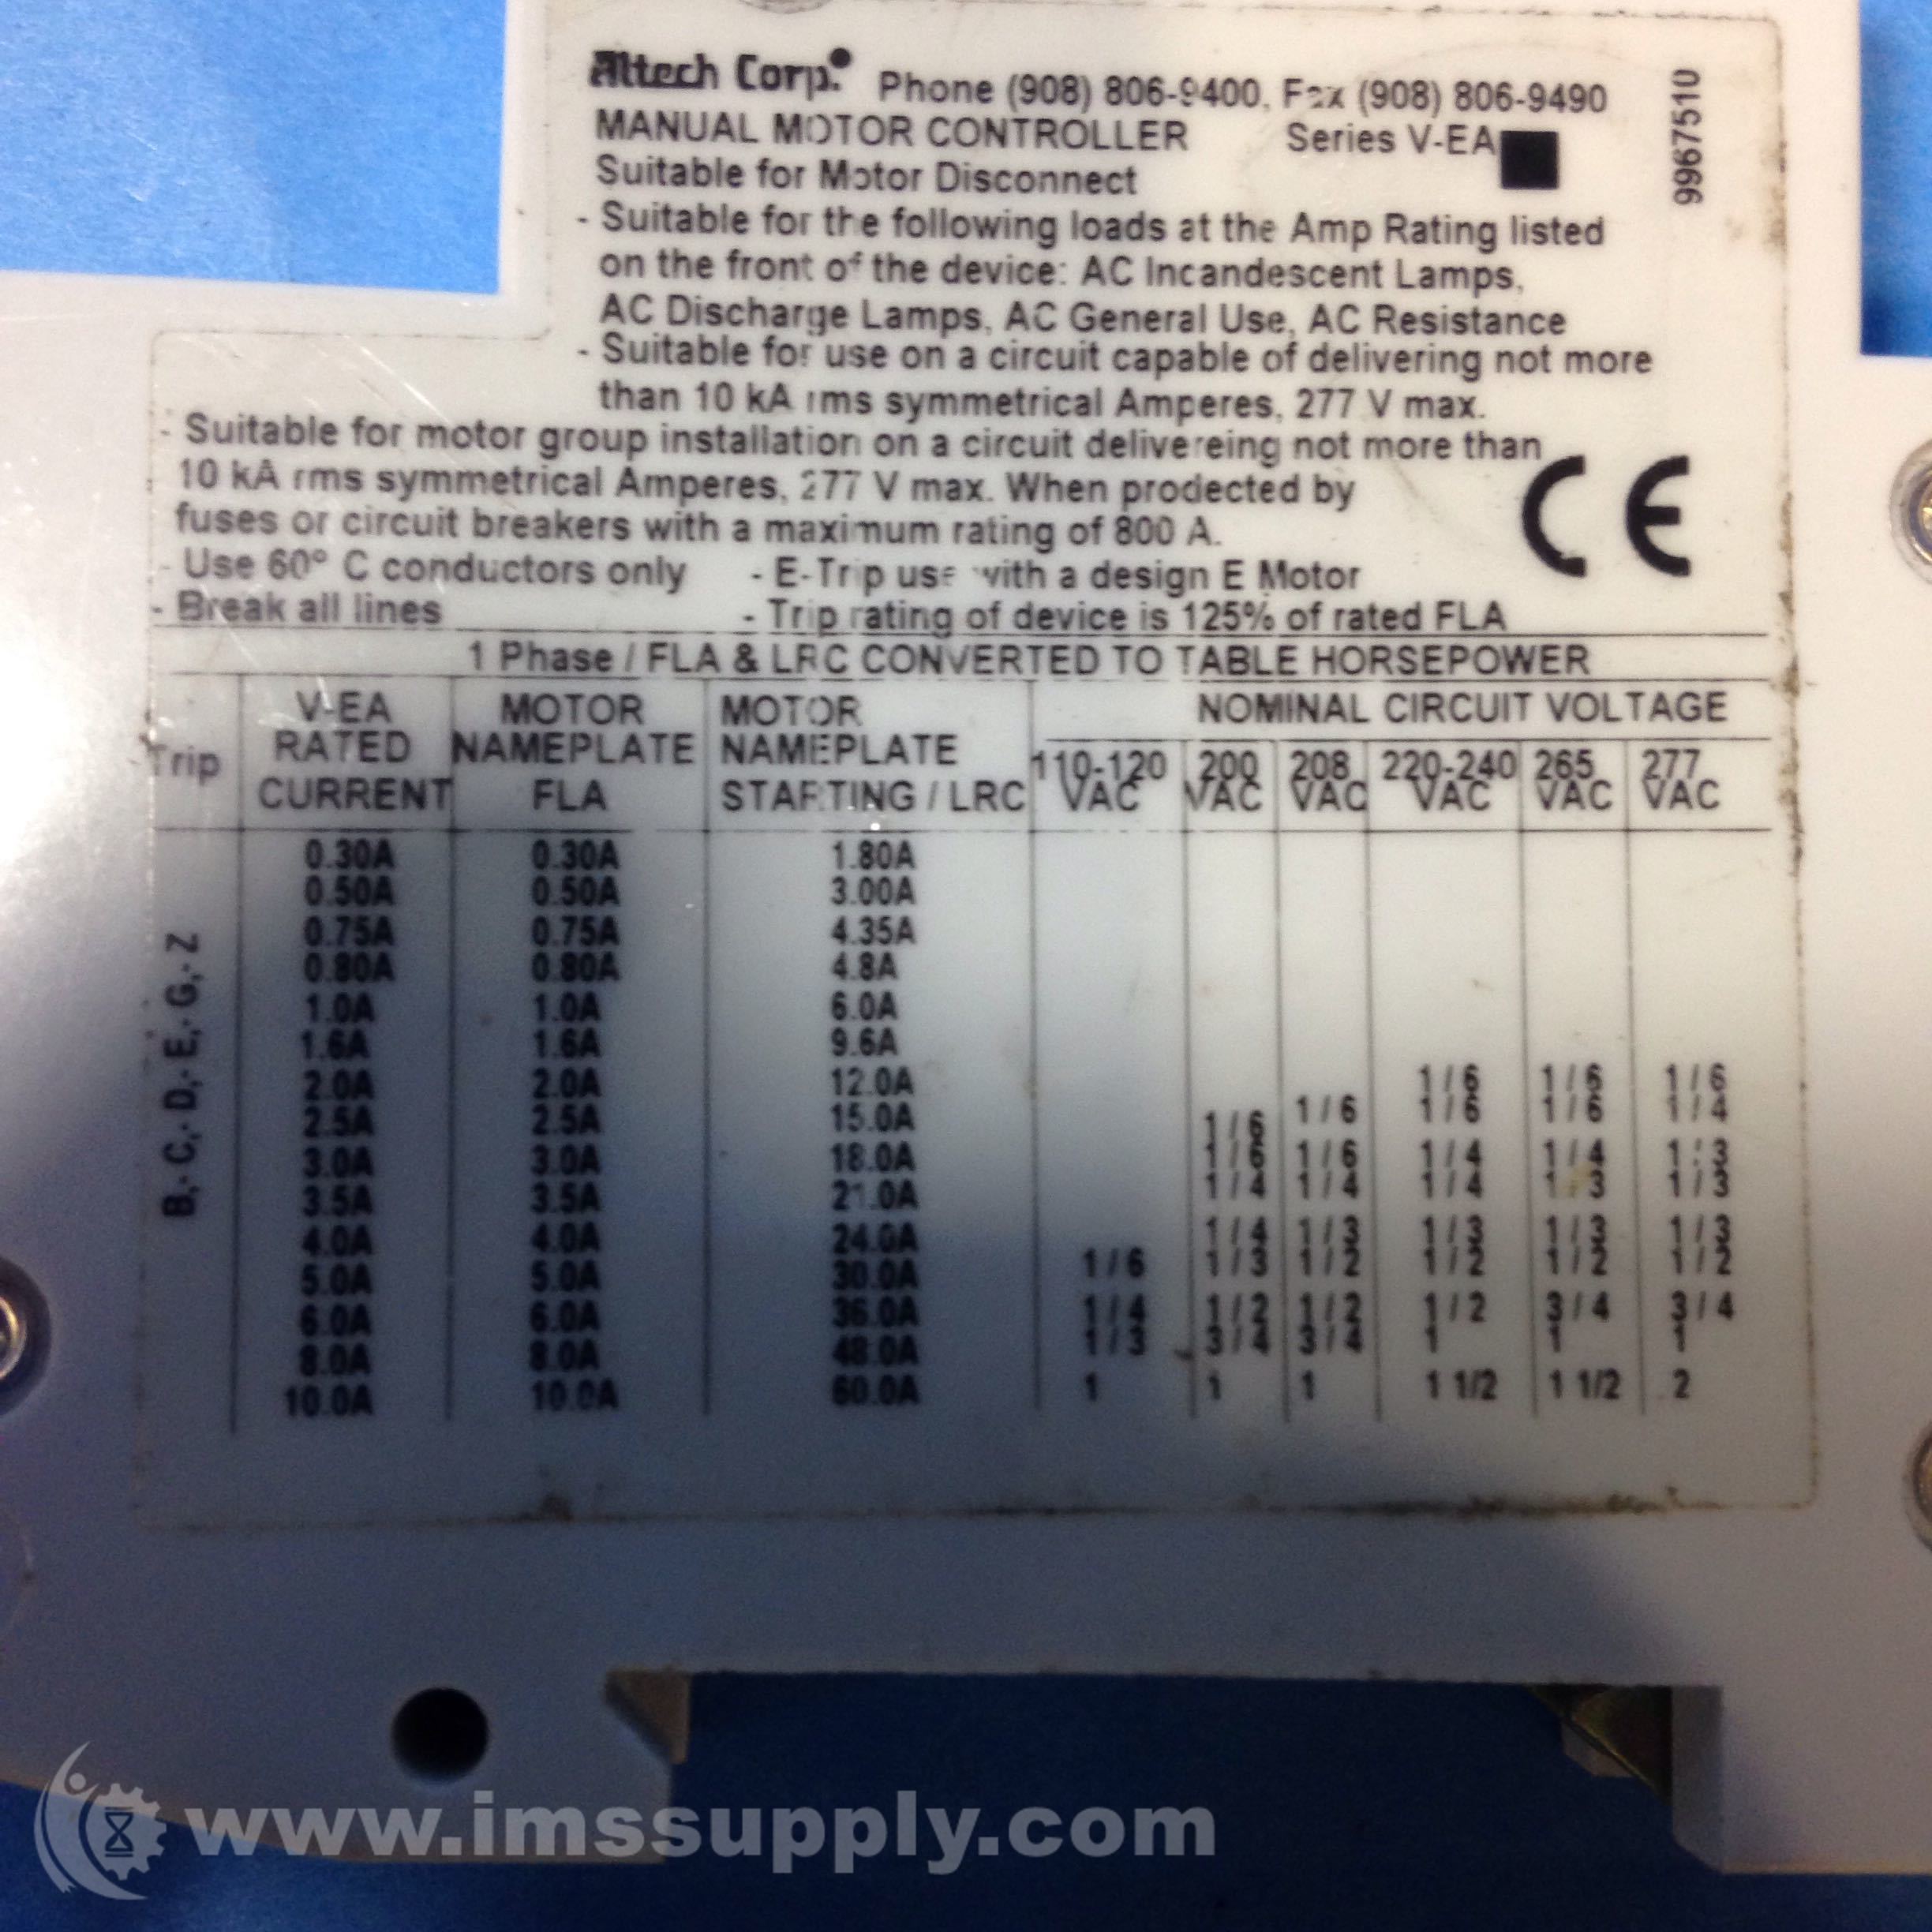 Altech Corp. Phone (908) 806-9400, Fax (908) 806-9490
MANUAL MOTOR CONTROLLER Series V-EA
9967510
Suitable for Motor Disconnect
- Suitable for the following loads at the Amp Rating listed
on the front of the device: AC Incandescent Lamps,
AC Discharge Lamps, AC General Use, AC Resistance
- Suitable for use on a circuit capable of delivering not more
than 10 kA rms symmetrical Amperes, 277 V max.
- Suitable for motor group installation on a circuit delivereing not more than
10 kA rms symmetrical Amperes, 277 V max. When prodected by
fuses or circuit breakers with a maximum rating of 800 A.
CE
- Use 60° C conductors only - E-Trip use with a design E Motor
- Break all lines - Trip rating of device is 125% of rated FLA
1 Phase / FLA & LRC CONVERTED TO TABLE HORSEPOWER
Trip V-EA RATED CURRENT MOTOR NAMEPLATE FLA MOTOR NAMEPLATE STARTING / LRC NOMINAL CIRCUIT VOLTAGE
110-120 VAC 200 VAC 208 VAC 220-240 VAC 265 VAC 277 VAC
B,- C,- D,- E,- G,- Z
0.30A 0.30A 1.80A
0.50A 0.50A 3.00A
0.75A 0.75A 4.35A
0.80A 0.80A 4.8A
1.0A 1.0A 6.0A
1.6A 1.6A 9.6A
2.0A 2.0A 12.0A 1/6 1/6 1/6
2.5A 2.5A 15.0A 1/6 1/6 1/6 1/6 1/4
3.0A 3.0A 18.0A 1/6 1/6 1/4 1/4 1/3
3.5A 3.5A 21.0A 1/4 1/4 1/4 1/3 1/3
4.0A 4.0A 24.0A 1/4 1/3 1/3 1/3 1/3
5.0A 5.0A 30.0A 1/6 1/3 1/2 1/2 1/2 1/2
6.0A 6.0A 36.0A 1/4 1/2 1/2 1/2 3/4 3/4
8.0A 8.0A 48.0A 1/3 3/4 3/4 1 1 1
10.0A 10.0A 60.0A 1 1 1 1 1/2 1 1/2 2
www.imssupply.com